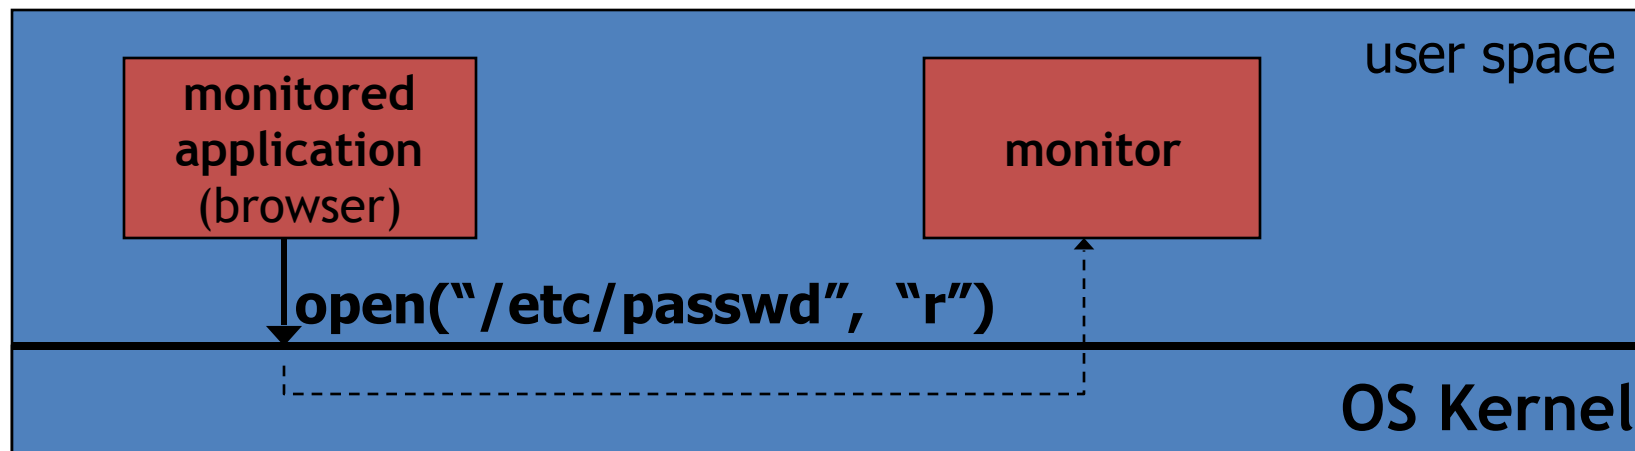 user space
monitored
application
(browser)
monitor
open(“/etc/passwd”, “r”)
OS Kernel